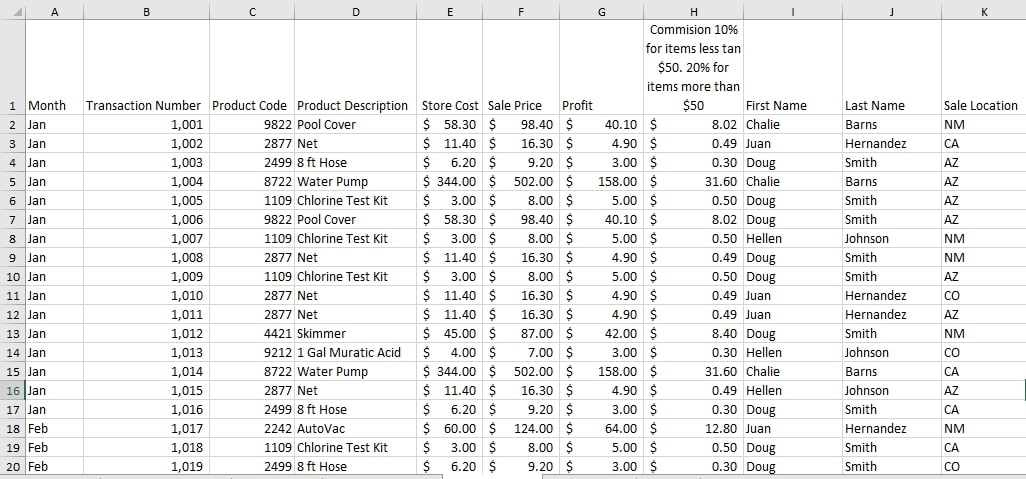 A B C D E F G H I J K
Commision 10%
for items less tan
$50. 20% for
items more than
1 Month Transaction Number Product Code Product Description Store Cost Sale Price Profit $50 First Name Last Name Sale Location
2 Jan 1,001 9822 Pool Cover $ 58.30 $ 98.40 $ 40.10 $ 8.02 Chalie Barns NM
3 Jan 1,002 2877 Net $ 11.40 $ 16.30 $ 4.90 $ 0.49 Juan Hernandez CA
4 Jan 1,003 2499 8 ft Hose $ 6.20 $ 9.20 $ 3.00 $ 0.30 Doug Smith AZ
5 Jan 1,004 8722 Water Pump $ 344.00 $ 502.00 $ 158.00 $ 31.60 Chalie Barns AZ
6 Jan 1,005 1109 Chlorine Test Kit $ 3.00 $ 8.00 $ 5.00 $ 0.50 Doug Smith AZ
7 Jan 1,006 9822 Pool Cover $ 58.30 $ 98.40 $ 40.10 $ 8.02 Doug Smith AZ
8 Jan 1,007 1109 Chlorine Test Kit $ 3.00 $ 8.00 $ 5.00 $ 0.50 Hellen Johnson NM
9 Jan 1,008 2877 Net $ 11.40 $ 16.30 $ 4.90 $ 0.49 Doug Smith NM
10 Jan 1,009 1109 Chlorine Test Kit $ 3.00 $ 8.00 $ 5.00 $ 0.50 Doug Smith AZ
11 Jan 1,010 2877 Net $ 11.40 $ 16.30 $ 4.90 $ 0.49 Juan Hernandez CO
12 Jan 1,011 2877 Net $ 11.40 $ 16.30 $ 4.90 $ 0.49 Juan Hernandez AZ
13 Jan 1,012 4421 Skimmer $ 45.00 $ 87.00 $ 42.00 $ 8.40 Doug Smith NM
14 Jan 1,013 9212 1 Gal Muratic Acid $ 4.00 $ 7.00 $ 3.00 $ 0.30 Hellen Johnson CO
15 Jan 1,014 8722 Water Pump $ 344.00 $ 502.00 $ 158.00 $ 31.60 Chalie Barns CA
16 Jan 1,015 2877 Net $ 11.40 $ 16.30 $ 4.90 $ 0.49 Hellen Johnson AZ
17 Jan 1,016 2499 8 ft Hose $ 6.20 $ 9.20 $ 3.00 $ 0.30 Doug Smith CA
18 Feb 1,017 2242 AutoVac $ 60.00 $ 124.00 $ 64.00 $ 12.80 Juan Hernandez NM
19 Feb 1,018 1109 Chlorine Test Kit $ 3.00 $ 8.00 $ 5.00 $ 0.50 Doug Smith CA
20 Feb 1,019 2499 8 ft Hose $ 6.20 $ 9.20 $ 3.00 $ 0.30 Doug Smith CO